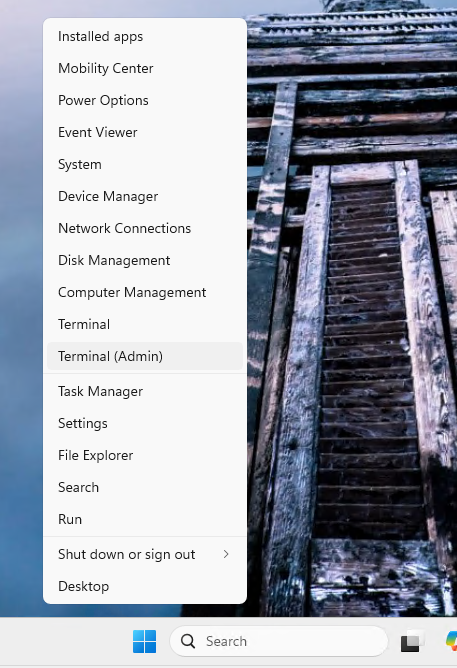 Installed apps
Mobility Center
Power Options
Event Viewer
System
Device Manager
Network Connections
Disk Management
Computer Management
Terminal
Terminal (Admin)
Task Manager
Settings
File Explorer
Search
Run
Shut down or sign out
Desktop
Search